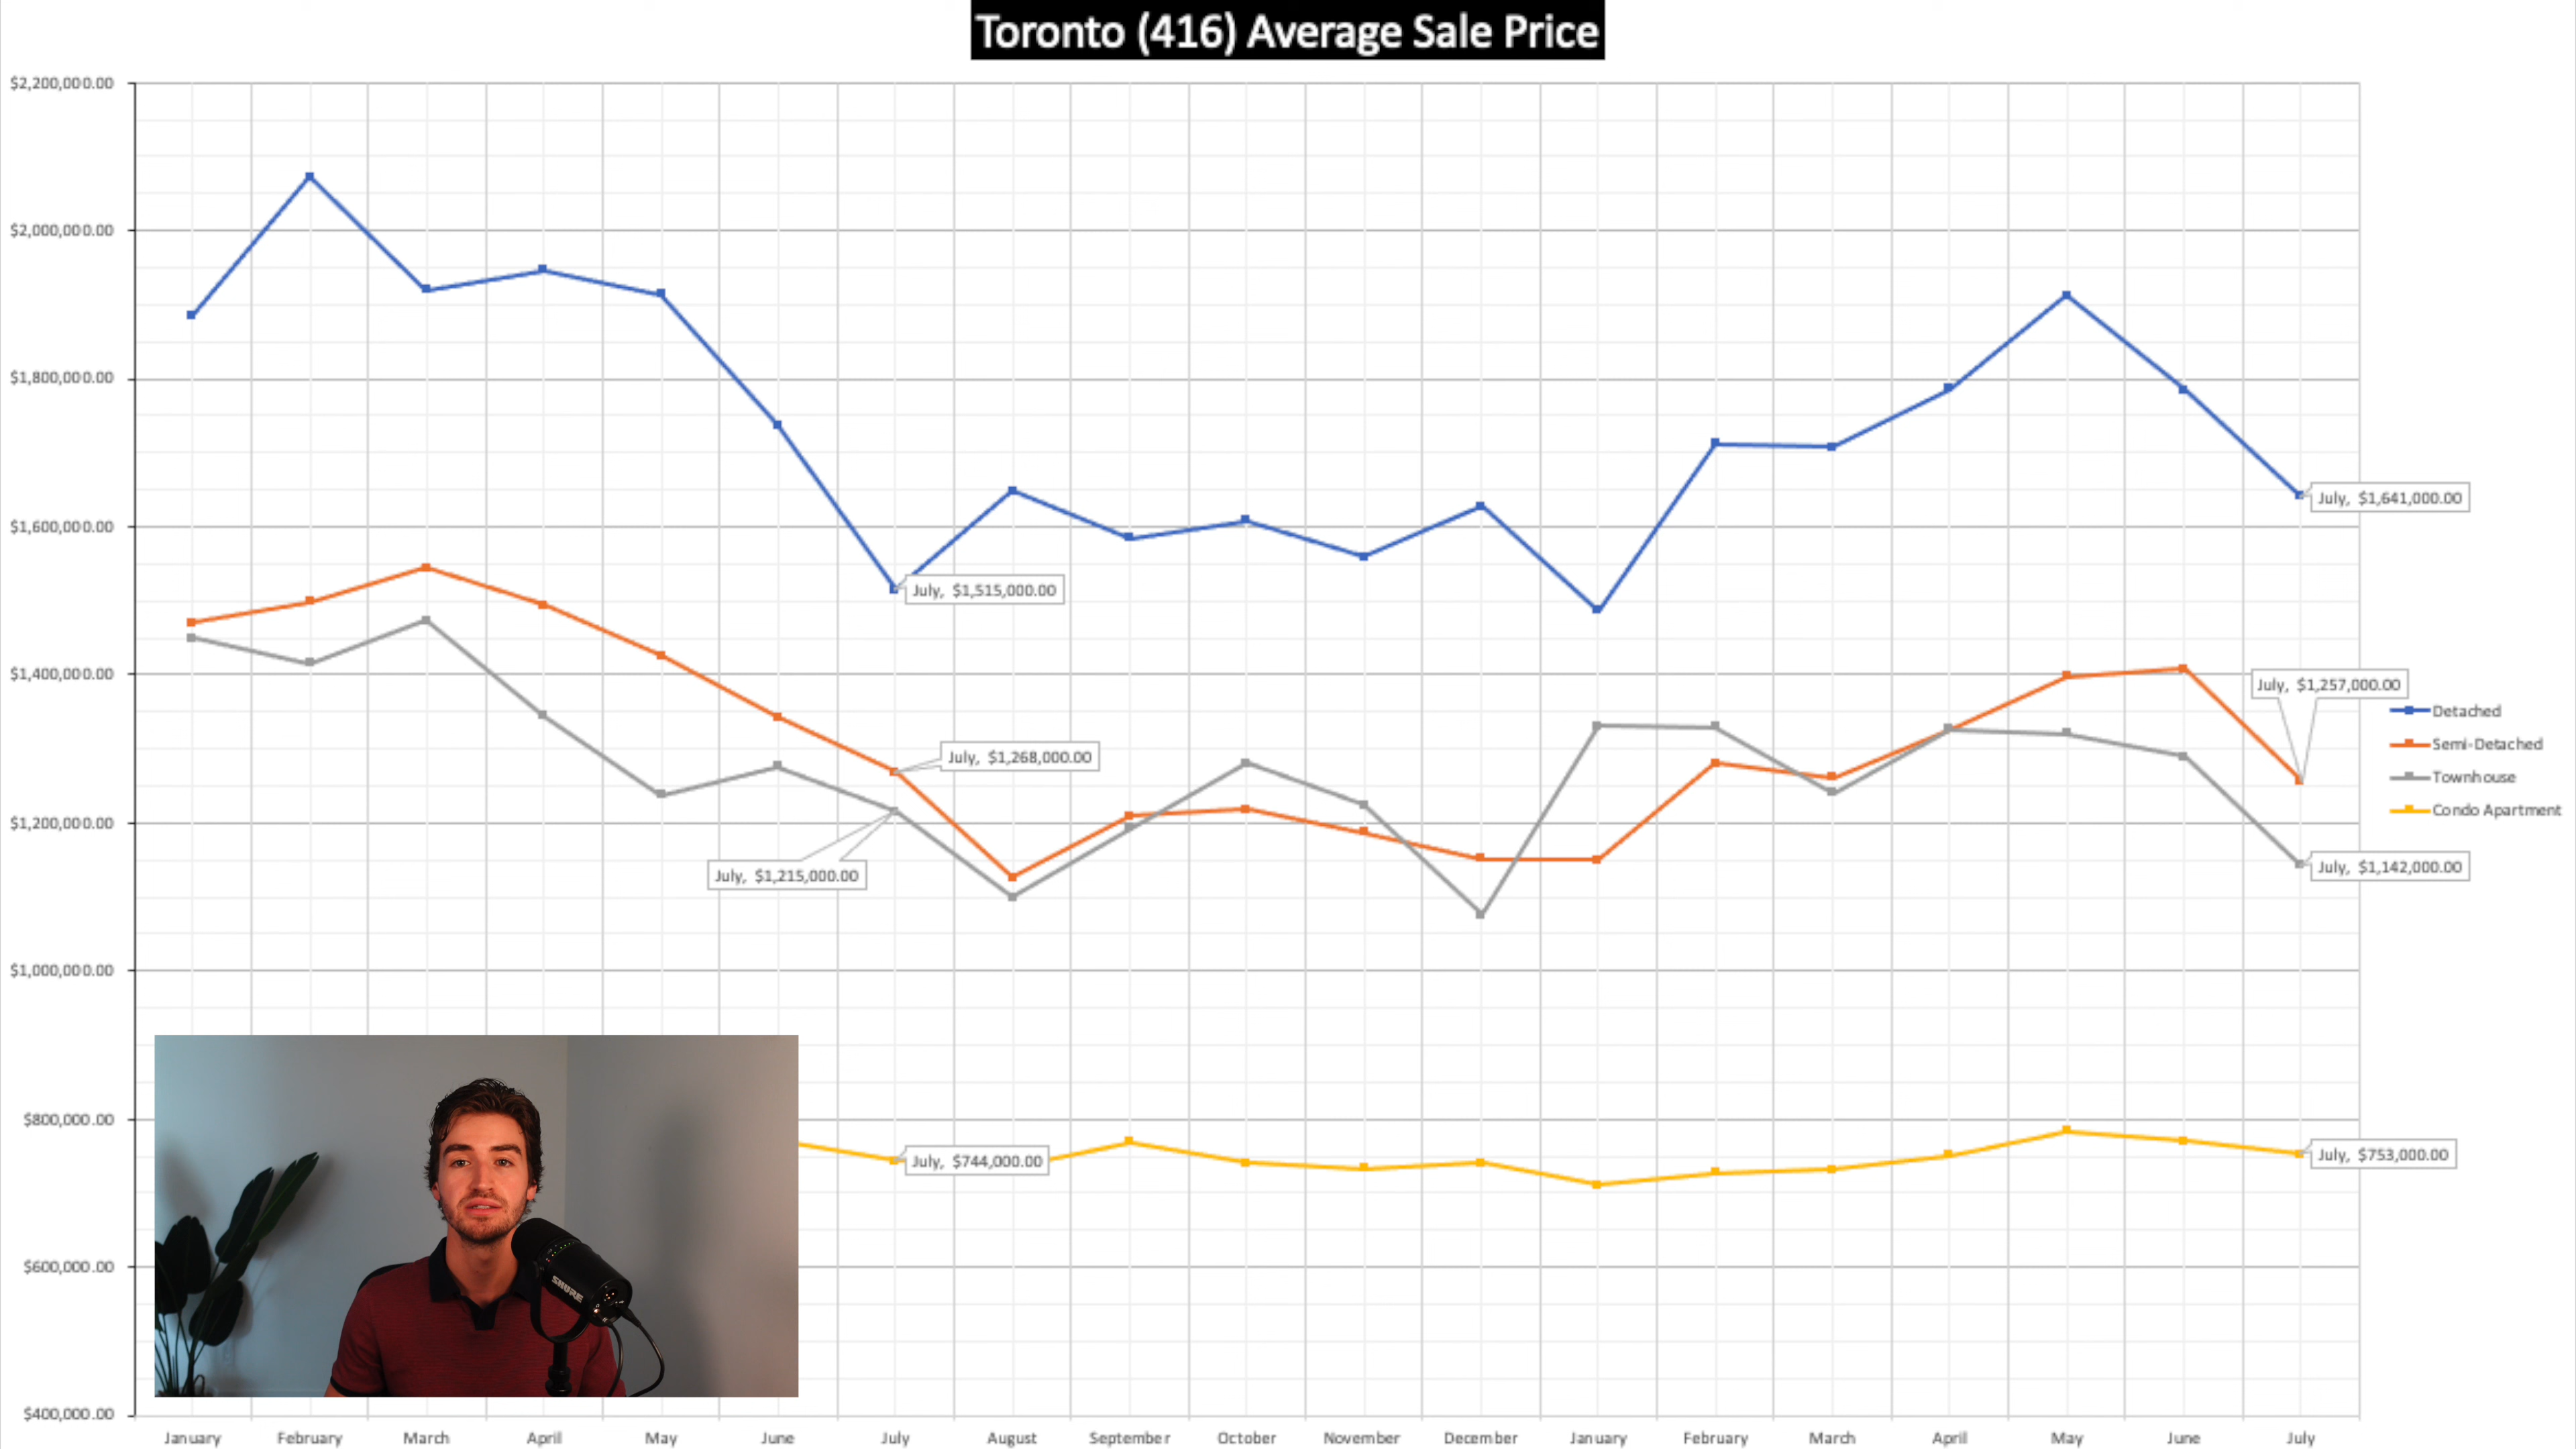 Toronto (416) Average Sale Price
$2,200,000.00
$2,000,000.00
$1,800,000.00
$1,600,000.00
$1,400,000.00
$1,200,000.00
$1,000,000.00
$800,000.00
$600,000.00
$400,000.00
July, $1,641,000.00
July, $1,515,000.00
July, $1,257,000.00
July, $1,268,000.00
July, $1,215,000.00
July, $1,142,000.00
July, $744,000.00
July, $753,000.00
Detached
Semi-Detached
Townhouse
Condo Apartment
SHURE
January February March April May June July August September October November December January February March April May June July